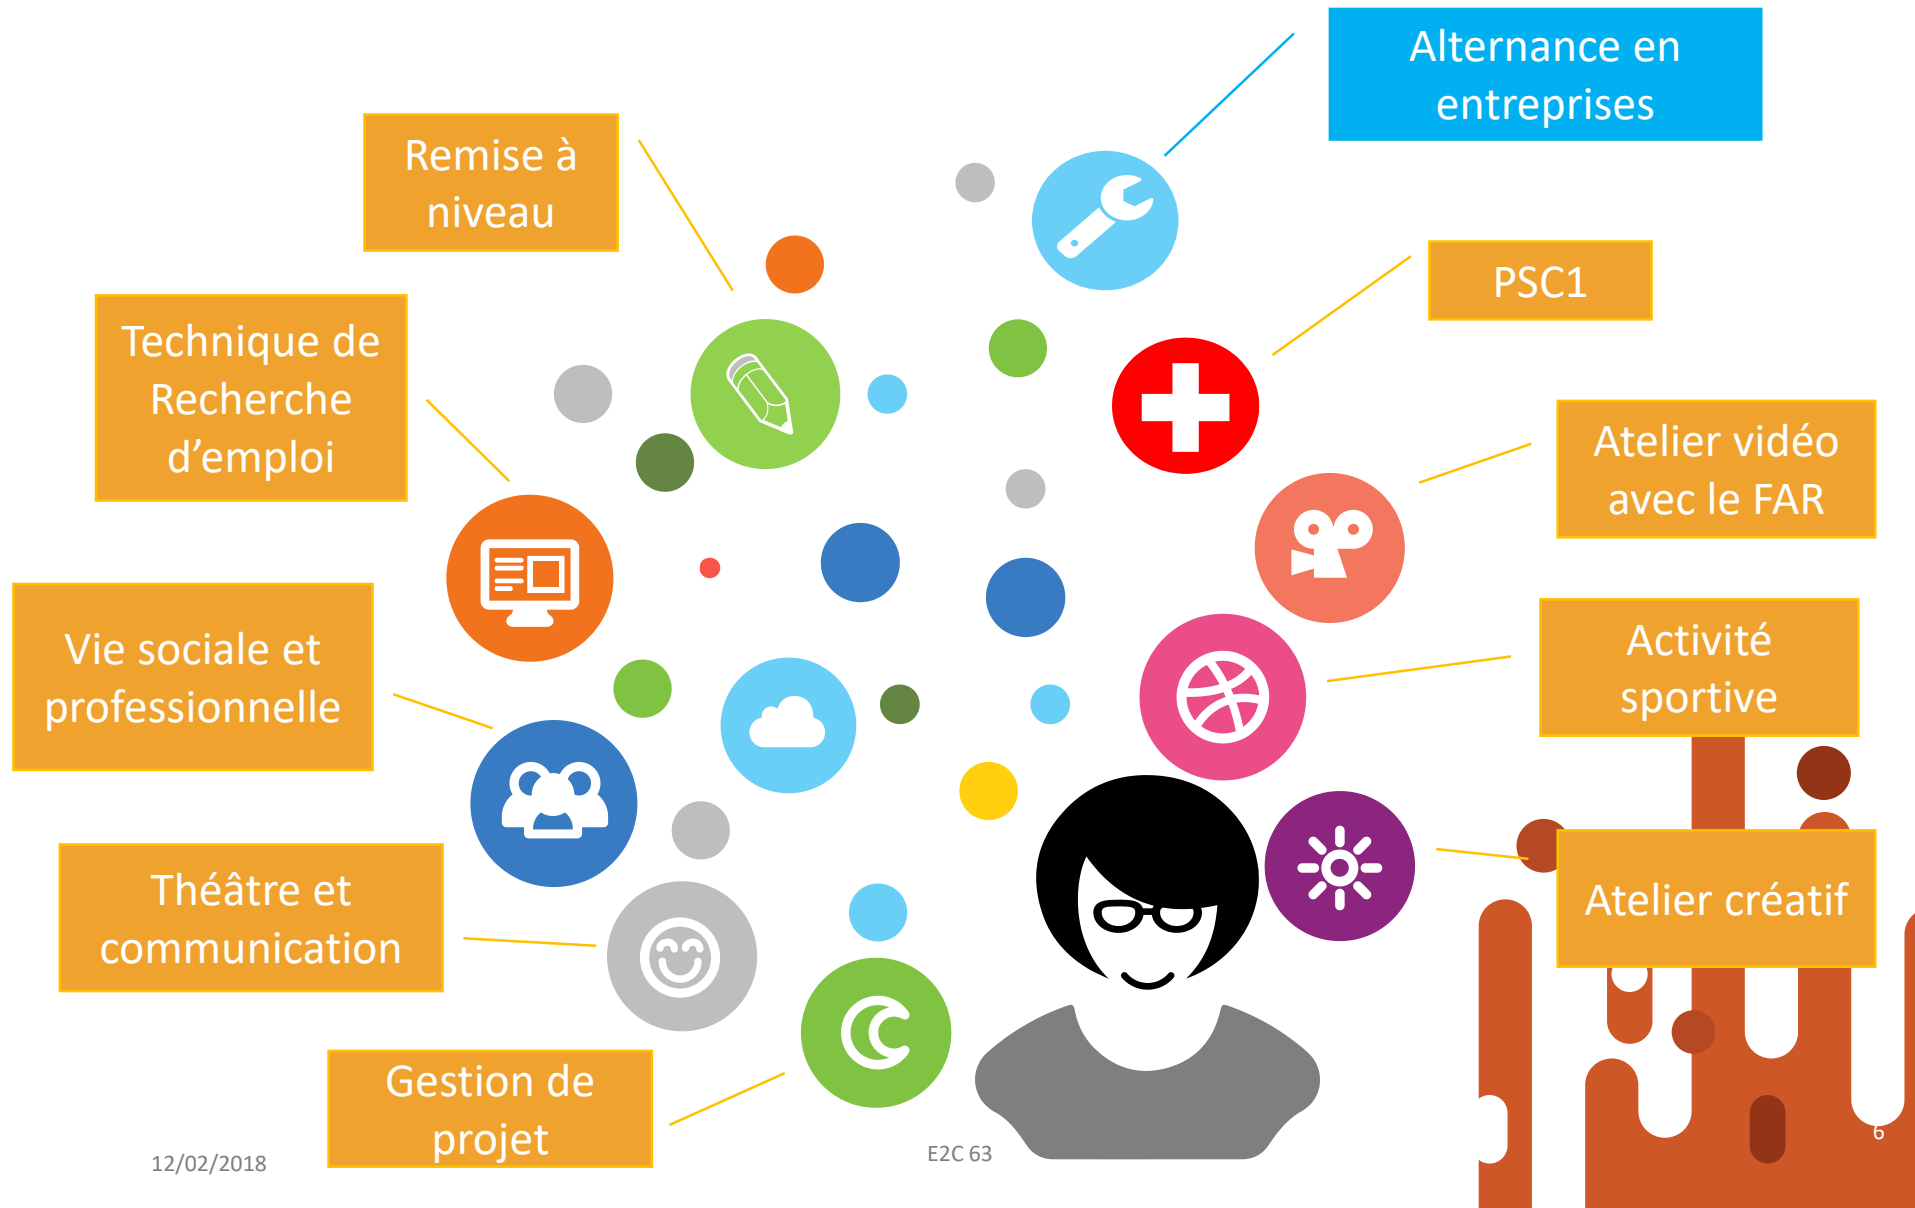 Alternance en
entreprises
Remise à
niveau
PSC1
Technique de
Recherche
d’emploi
Atelier vidéo
avec le FAR
Vie sociale et
professionnelle
Activité
sportive
Théâtre et
communication
Atelier créatif
Gestion de
projet
12/02/2018
E2C 63
6